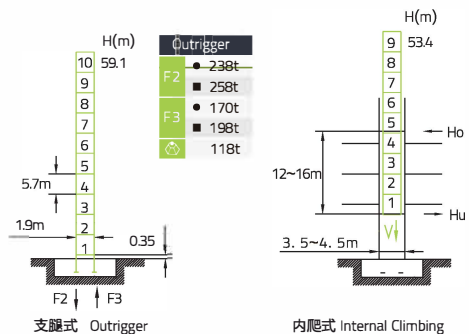 H(m)
10 59.1
9
8
7
6
5
5.7m
4
3
1.9m
2
0.35
1
F2 F3
支腿式 Outrigger
Outrigger
F2 ● 238t
■ 258t
F3 ● 170t
■ 198t
118t
H(m)
9 53.4
8
7
6
5
Ho
4
12~16m
3
2
1
Hu
V
3.5~4.5m
内爬式 Internal Climbing